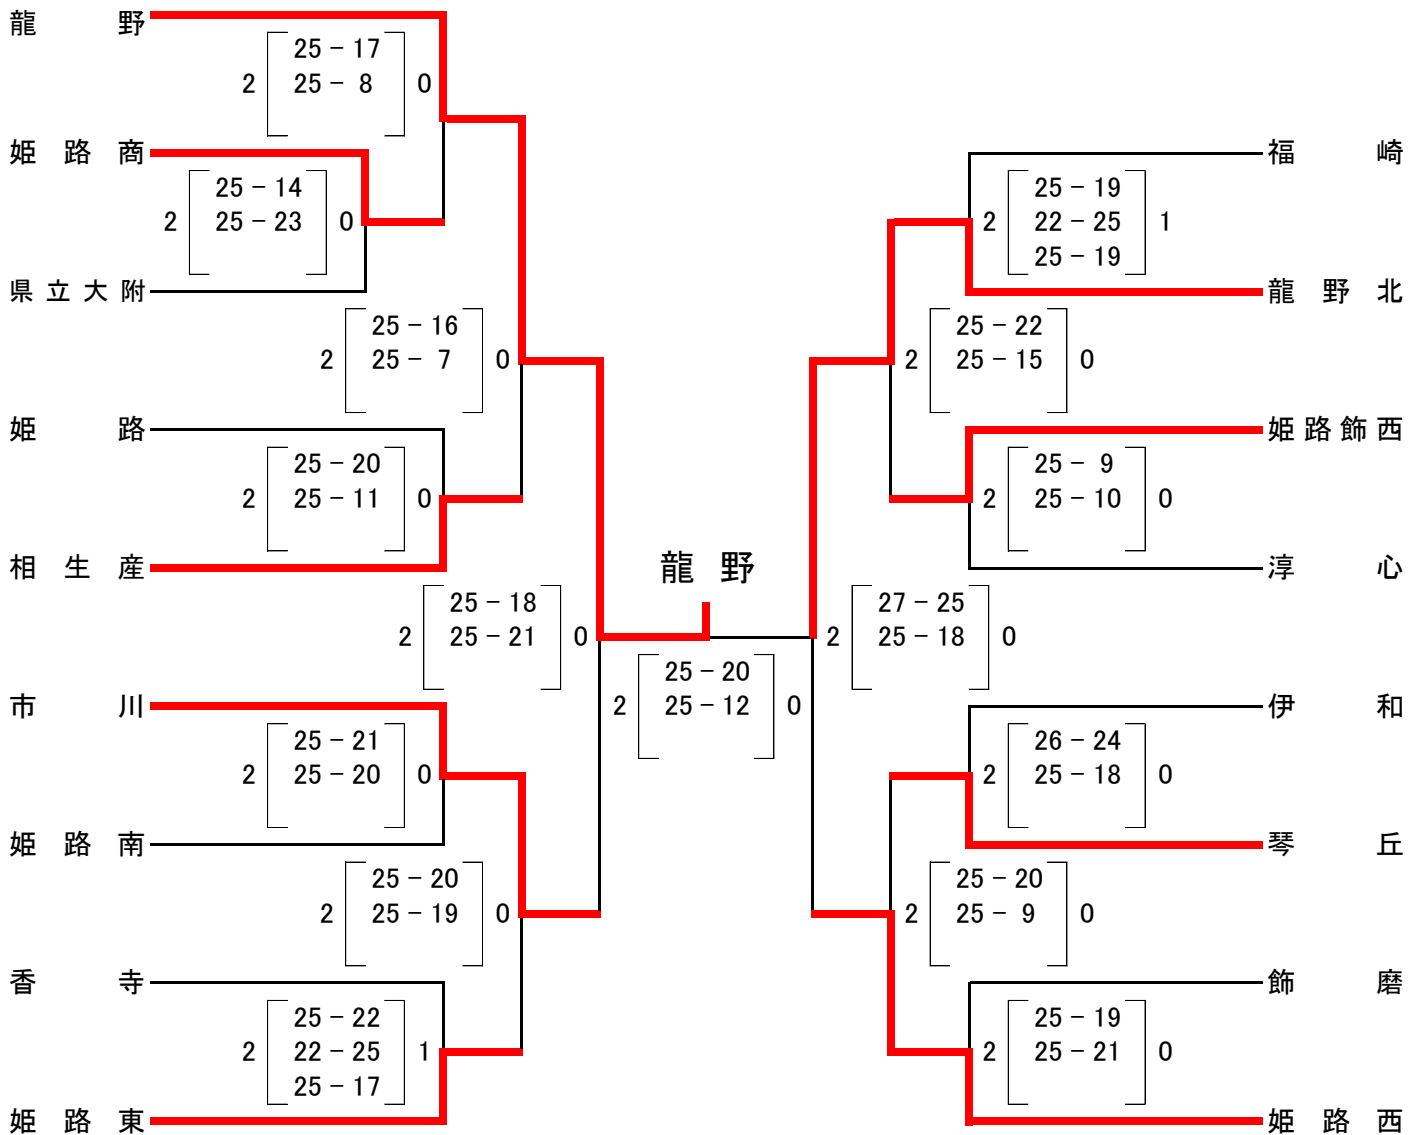 龍野
25 − 17
2 25 − 8 0
姫路商
25 − 14
2 25 − 23 0
県立大附
25 − 16
2 25 − 7 0
姫路
25 − 20
2 25 − 11 0
相生産
25 − 18
2 25 − 21 0
市川
25 − 21
2 25 − 20 0
姫路南
25 − 20
2 25 − 19 0
香寺
25 − 22
2 22 − 25 1
25 − 17
姫路東
龍野
25 − 20
2 25 − 12 0
福崎
25 − 19
2 22 − 25 1
25 − 19
龍野北
25 − 22
2 25 − 15 0
姫路飾西
25 − 9
2 25 − 10 0
淳心
27 − 25
2 25 − 18 0
伊和
26 − 24
2 25 − 18 0
琴丘
25 − 20
2 25 − 9 0
飾磨
25 − 19
2 25 − 21 0
姫路西